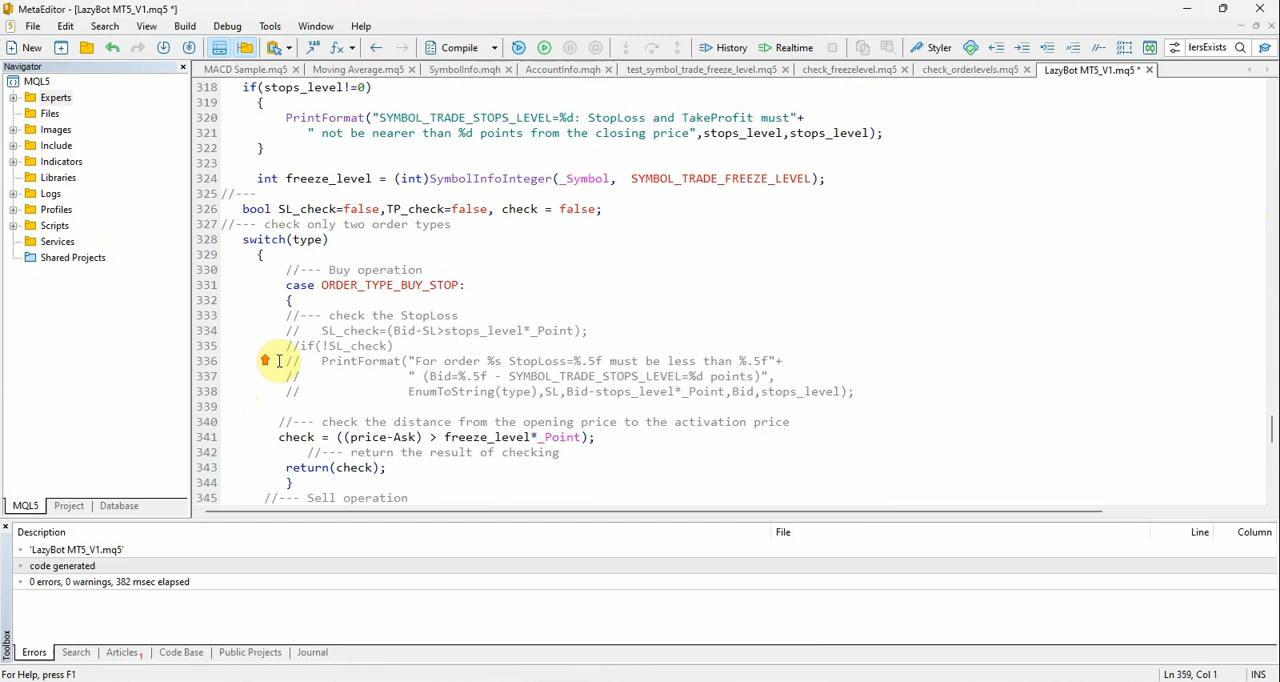 MetaEditor - [LazyBot MT5_V1.mq5 *]
File Edit Search View Build Debug Tools Window Help
New Compile History Realtime Styler lersExists
Navigator
MACD Sample.mq5 Moving Average.mq5 SymbolInfo.mqh AccountInfo.mqh test_symbol_trade_freeze_level.mq5 check_freezelevel.mq5 check_orderlevels.mq5 LazyBot MT5_V1.mq5 *
MQL5
Experts
Files
Images
Include
Indicators
Libraries
Logs
Profiles
Scripts
Services
Shared Projects
MQL5 Project Database
318 if(stops_level!=0)
319 {
320 PrintFormat("SYMBOL_TRADE_STOPS_LEVEL=%d: StopLoss and TakeProfit must"+
321 " not be nearer than %d points from the closing price",stops_level,stops_level);
322 }
323
324 int freeze_level = (int)SymbolInfoInteger(_Symbol, SYMBOL_TRADE_FREEZE_LEVEL);
325 //---
326 bool SL_check=false,TP_check=false, check = false;
327 //--- check only two order types
328 switch(type)
329 {
330 //--- Buy operation
331 case ORDER_TYPE_BUY_STOP:
332 {
333 //--- check the StopLoss
334 // SL_check=(Bid-SL>stops_level*_Point);
335 //if(!SL_check)
336 // PrintFormat("For order %s StopLoss=%.5f must be less than %.5f"+
337 // " (Bid=%.5f - SYMBOL_TRADE_STOPS_LEVEL=%d points)",
338 // EnumToString(type),SL,Bid-stops_level*_Point,Bid,stops_level);
339
340 //--- check the distance from the opening price to the activation price
341 check = ((price-Ask) > freeze_level*_Point);
342 //--- return the result of checking
343 return(check);
344 }
345 //--- Sell operation
Description File Line Column
'LazyBot MT5_V1.mq5'
code generated
0 errors, 0 warnings, 382 msec elapsed
Toolbox
Errors Search Articles 1 Code Base Public Projects Journal
For Help, press F1 Ln 359, Col 1 INS